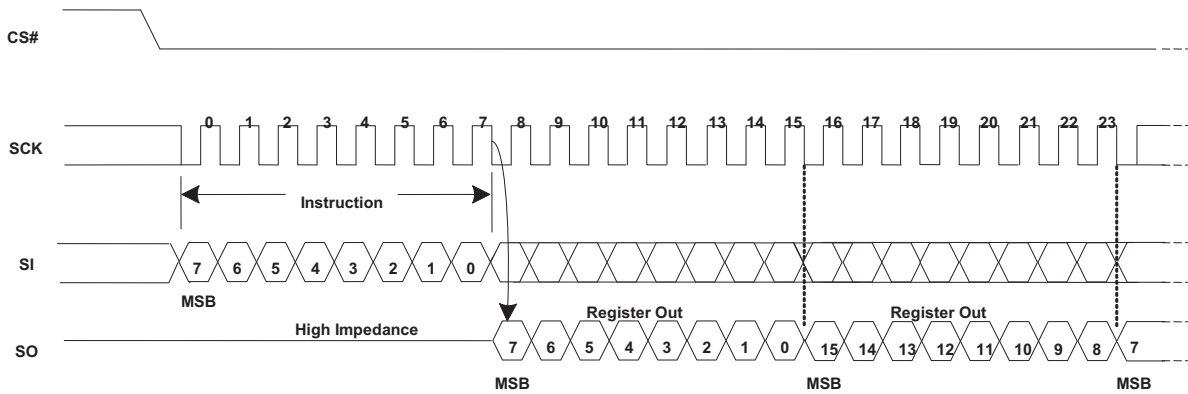 CS#
0 1 2 3 4 5 6 7 8 9 10 11 12 13 14 15 16 17 18 19 20 21 22 23
SCK
Instruction
SI
7 6 5 4 3 2 1 0
MSB
High Impedance
Register Out
Register Out
SO
7 6 5 4 3 2 1 0 15 14 13 12 11 10 9 8 7
MSB
MSB
MSB